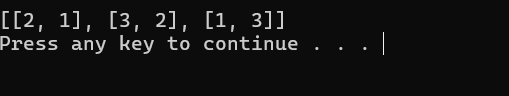 [[2, 1], [3, 2], [1, 3]]
Press any key to continue . . .